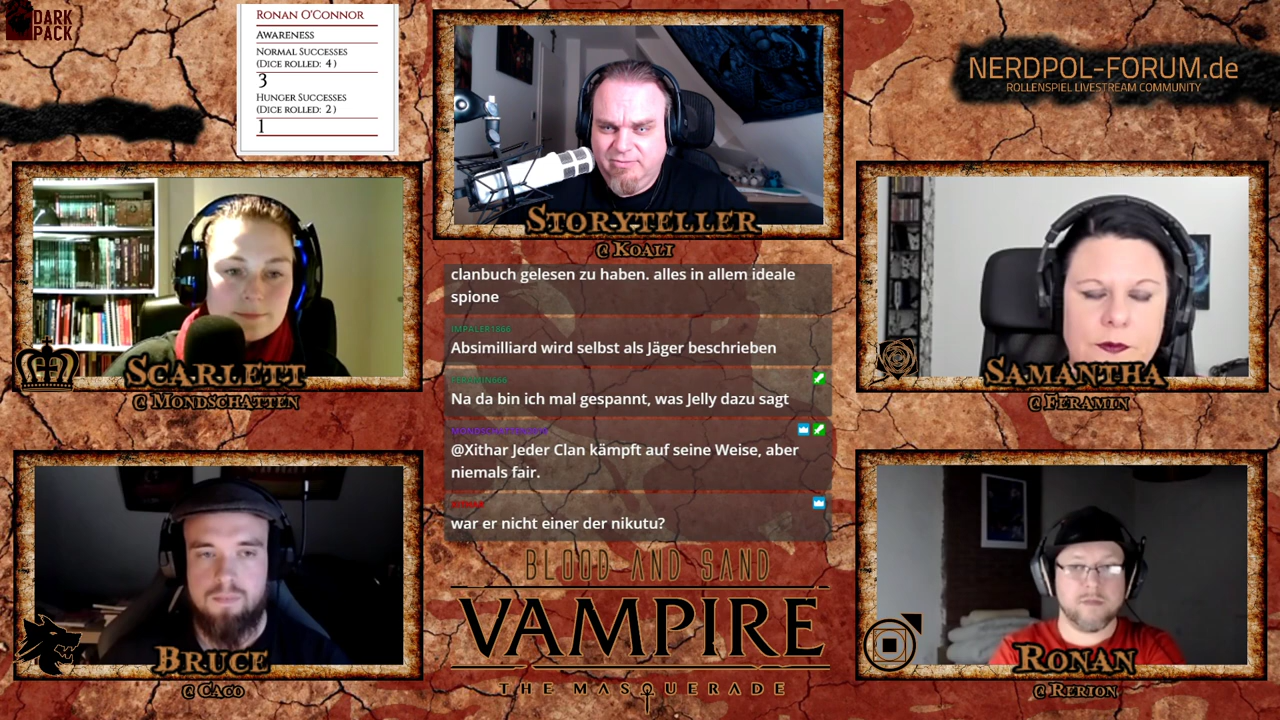 DARK
PACK
RONAN O'CONNOR
AWARENESS
NORMAL SUCCESSES
(DICE ROLLED: 4)
3
HUNGER SUCCESSES
(DICE ROLLED: 2)
1
NERDPOL-FORUM.de
ROLLENSPIEL LIVESTREAM COMMUNITY
STORYTELLER
@ KOALI
SCARLETT
@ MONDSCHATTEN
SAMANTHA
@ FERAMIN
clanbuch gelesen zu haben. alles in allem ideale
spione
IMPALER1866
Absimilliard wird selbst als Jäger beschrieben
Na da bin ich mal gespannt, was Jelly dazu sagt
@Xithar Jeder Clan kämpft auf seine Weise, aber
niemals fair.
war er nicht einer der nikutu?
BRUCE
@ CACO
RONAN
@ RERION
BLOOD AND SAND
VAMPIRE
THE MASQUERADE